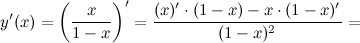 y'(x) = \left( \frac{x}{1-x} \right)' = \frac{(x)' \cdot (1-x) - x \cdot (1-x)'}{(1-x)^2} =